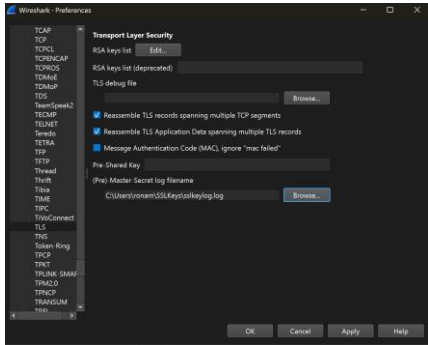 Wireshark · Preferences
TCAP
TCP
TCPCL
TCPENCAP
TCPROS
TDMoE
TDMoP
TDS
TeamSpeak2
TECMP
TELNET
Teredo
TETRA
TFP
TFTP
Thread
Thrift
Tibia
TIME
TIPC
TiVoConnect
TLS
TNS
Token-Ring
TPCP
TPKT
TPLINK-SMAR
TPM2.0
TPNCP
TRANSUM
Transport Layer Security
RSA keys list Edit...
RSA keys list (deprecated)
TLS debug file
Browse...
Reassemble TLS records spanning multiple TCP segments
Reassemble TLS Application Data spanning multiple TLS records
Message Authentication Code (MAC), ignore "mac failed"
Pre-Shared Key
(Pre)-Master-Secret log filename
C:\Users\ronam\SSLKeys\sslkeylog.log Browse...
OK Cancel Apply Help